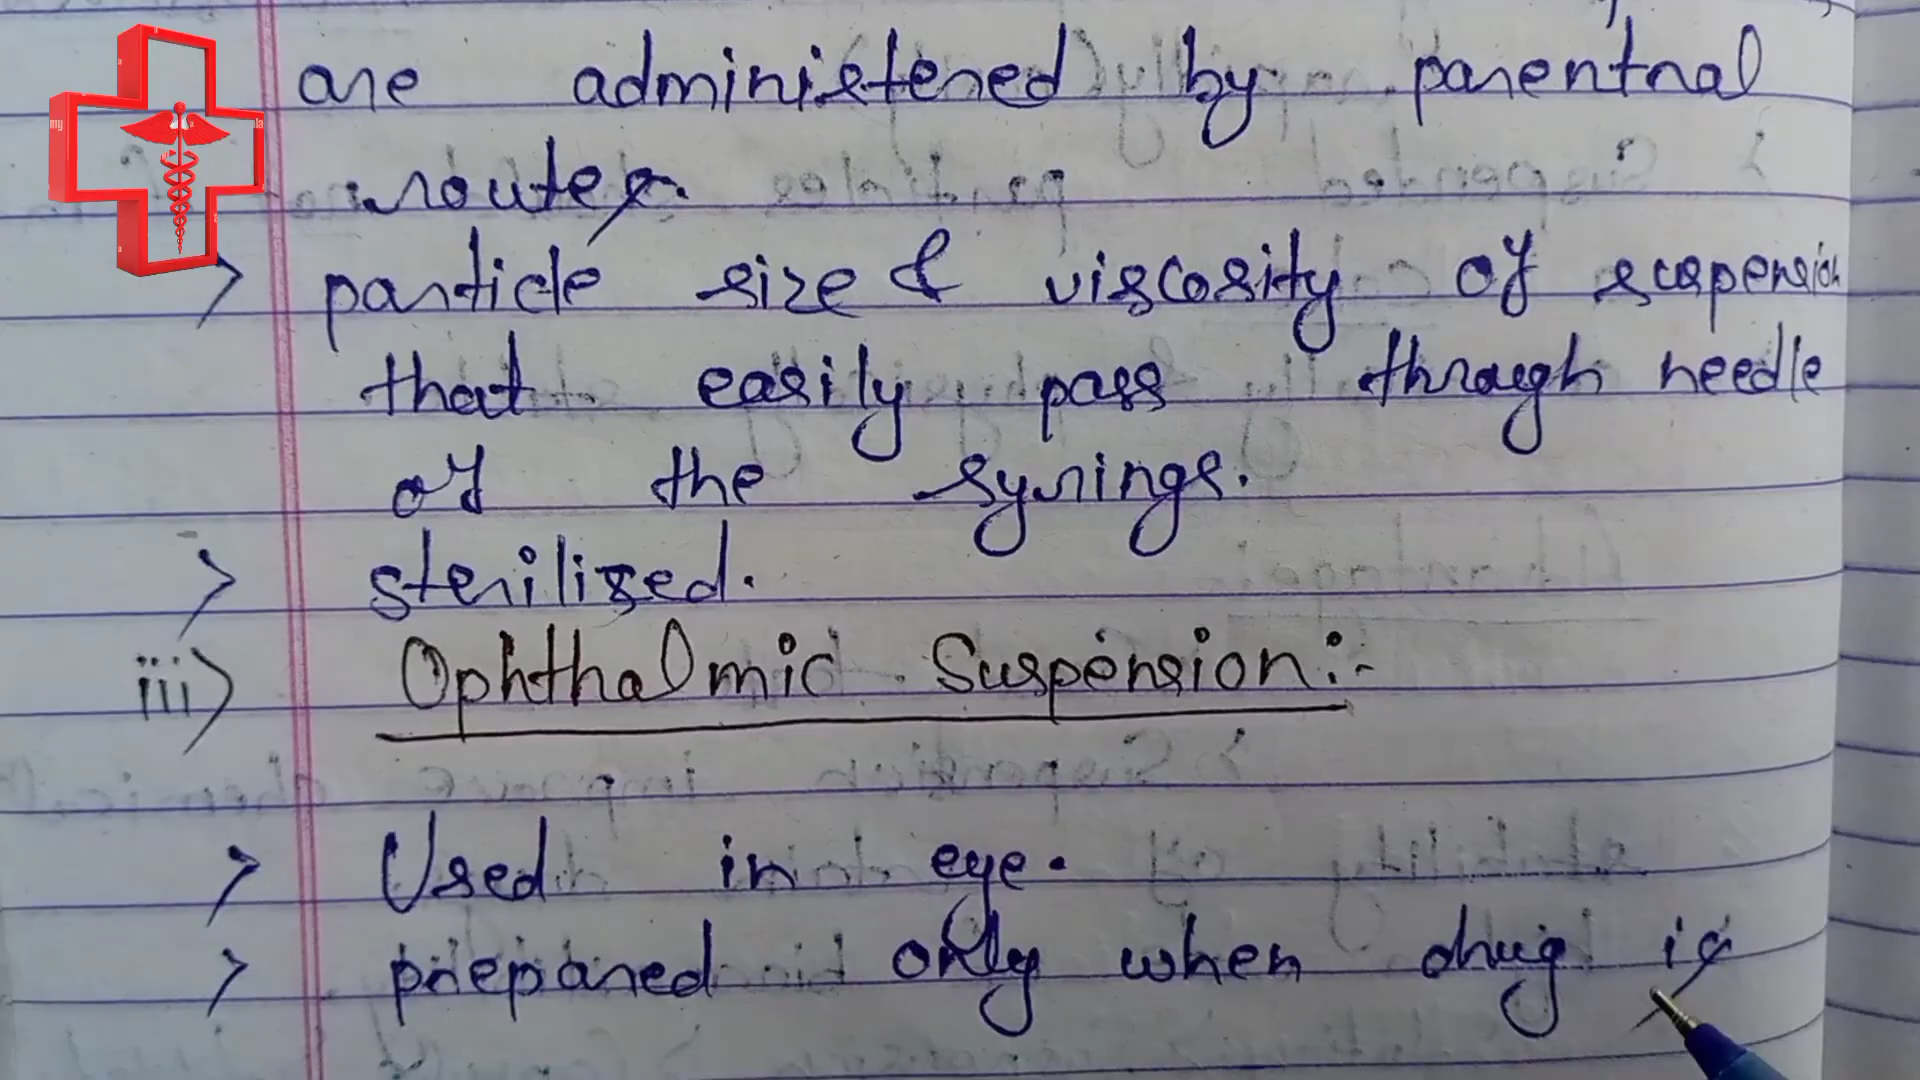 are administered by parentral
routes.
> particle size & viscosity of suspension
that easily pass through needle
of the syrings.
> sterilized.
iii) Ophthalmic Suspension:-
> Used in eye.
> prepared only when drug is